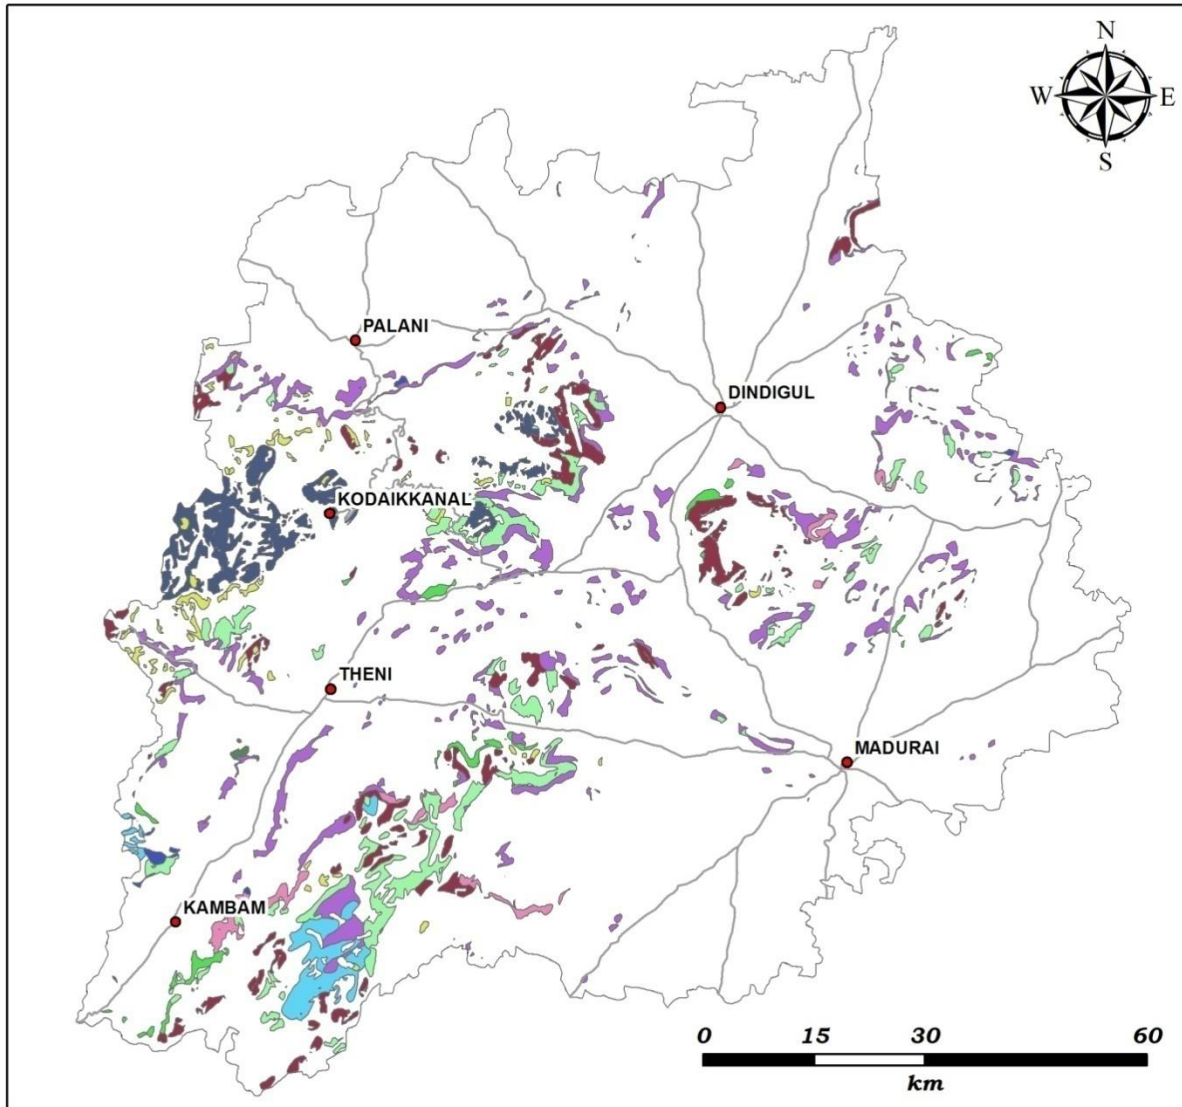 N
W E
S
PALANI
DINDIGUL
KODAIKKANAL
THENI
MADURAI
KAMBAM
0 15 30 60
km